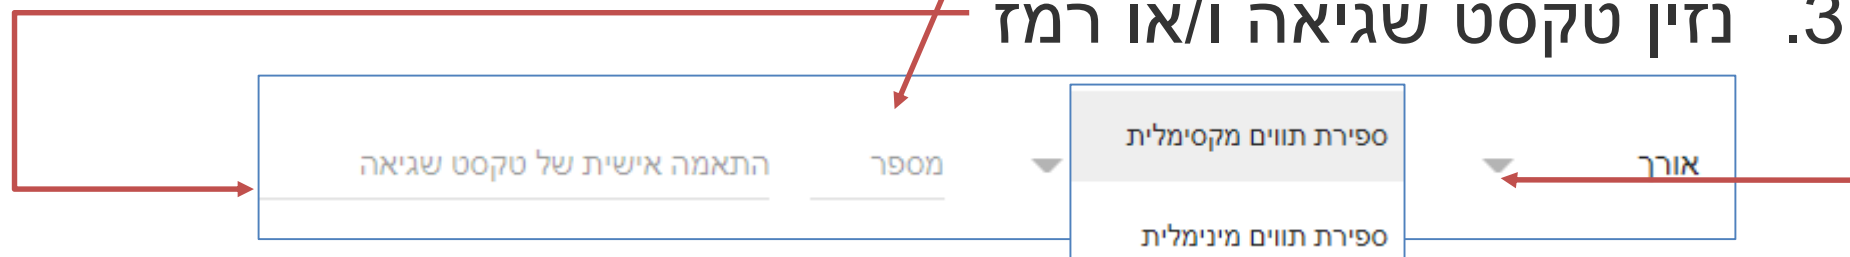 3. נזין טקסט שגיאה ו/או רמז
ספירת תווים מקסימלית
אורך
מספר
התאמה אישית של טקסט שגיאה
ספירת תווים מינימלית